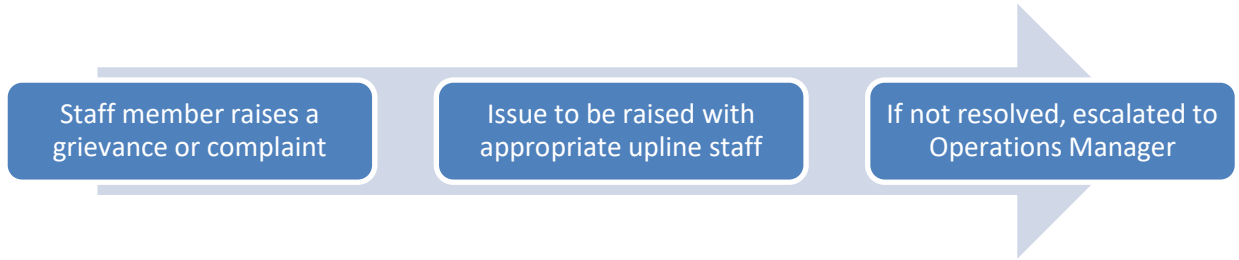 Staff member raises a
grievance or complaint
Issue to be raised with
appropriate upline staff
If not resolved, escalated to
Operations Manager